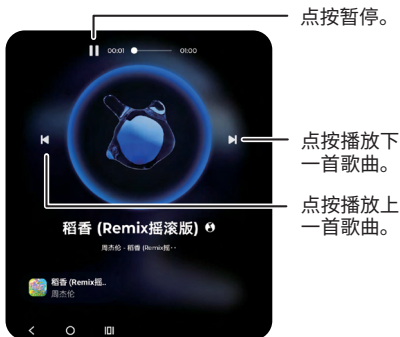 点按暂停。
00:01
01:00
点按播放下
一首歌曲。
点按播放上
一首歌曲。
稻香 (Remix摇滚版)
周杰伦 - 稻香 (Remix摇··
稻香 (Remix摇..
周杰伦